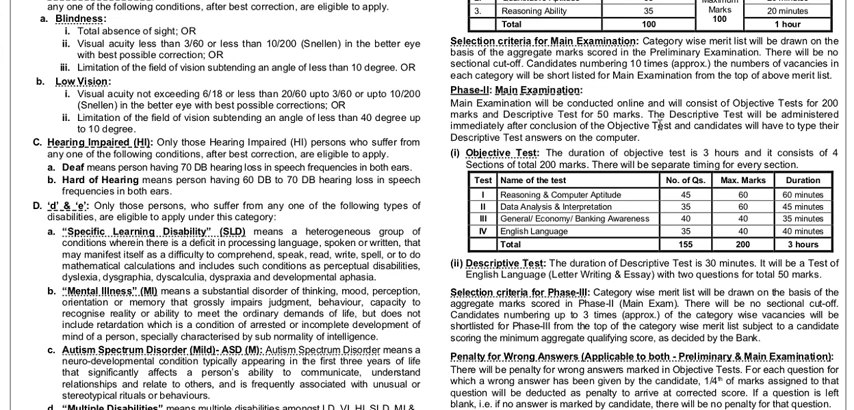 any one of the following conditions, after best correction, are eligible to apply.
a. Blindness:
i. Total absence of sight; OR
ii. Visual acuity less than 3/60 or less than 10/200 (Snellen) in the better eye
with best possible correction; OR
iii. Limitation of the field of vision subtending an angle of less than 10 degree. OR
b. Low Vision:
i. Visual acuity not exceeding 6/18 or less than 20/60 upto 3/60 or upto 10/200
(Snellen) in the better eye with best possible corrections; OR
ii. Limitation of the field of vision subtending an angle of less than 40 degree up
to 10 degree.
C. Hearing Impaired (HI): Only those Hearing Impaired (HI) persons who suffer from
any one of the following conditions, after best correction, are eligible to apply.
a. Deaf means person having 70 DB hearing loss in speech frequencies in both ears.
b. Hard of Hearing means person having 60 DB to 70 DB hearing loss in speech
frequencies in both ears.
D. 'd' & 'e': Only those persons, who suffer from any one of the following types of
disabilities, are eligible to apply under this category:
a. "Specific Learning Disability" (SLD) means a heterogeneous group of
conditions wherein there is a deficit in processing language, spoken or written, that
may manifest itself as a difficulty to comprehend, speak, read, write, spell, or to do
mathematical calculations and includes such conditions as perceptual disabilities,
dyslexia, dysgraphia, dyscalculia, dyspraxia and developmental aphasia.
b. "Mental Illness" (MI) means a substantial disorder of thinking, mood, perception,
orientation or memory that grossly impairs judgment, behaviour, capacity to
recognise reality or ability to meet the ordinary demands of life, but does not
include retardation which is a condition of arrested or incomplete development of
mind of a person, specially characterised by sub normality of intelligence.
c. Autism Spectrum Disorder (Mild)- ASD (M): Autism Spectrum Disorder means a
neuro-developmental condition typically appearing in the first three years of life
that significantly affects a person's ability to communicate, understand
relationships and relate to others, and is frequently associated with unusual or
stereotypical rituals or behaviours.
d. "Multiple Disabilities" means multiple disabilities amongst LD, VI, HI, SLD, MI &
3. Reasoning Ability 35 Marks 20 minutes
Total 100 100 1 hour
Selection criteria for Main Examination: Category wise merit list will be drawn on the
basis of the aggregate marks scored in the Preliminary Examination. There will be no
sectional cut-off. Candidates numbering 10 times (approx.) the numbers of vacancies in
each category will be short listed for Main Examination from the top of above merit list.
Phase-II: Main Examination:
Main Examination will be conducted online and will consist of Objective Tests for 200
marks and Descriptive Test for 50 marks. The Descriptive Test will be administered
immediately after conclusion of the Objective Test and candidates will have to type their
Descriptive Test answers on the computer.
(i) Objective Test: The duration of objective test is 3 hours and it consists of 4
Sections of total 200 marks. There will be separate timing for every section.
Test Name of the test No. of Qs. Max. Marks Duration
I Reasoning & Computer Aptitude 45 60 60 minutes
II Data Analysis & Interpretation 35 60 45 minutes
III General/ Economy/ Banking Awareness 40 40 35 minutes
IV English Language 35 40 40 minutes
Total 155 200 3 hours
(ii) Descriptive Test: The duration of Descriptive Test is 30 minutes. It will be a Test of
English Language (Letter Writing & Essay) with two questions for total 50 marks.
Selection criteria for Phase-III: Category wise merit list will be drawn on the basis of the
aggregate marks scored in Phase-II (Main Exam). There will be no sectional cut-off.
Candidates numbering up to 3 times (approx.) of the category wise vacancies will be
shortlisted for Phase-III from the top of the category wise merit list subject to a candidate
scoring the minimum aggregate qualifying score, as decided by the Bank.
Penalty for Wrong Answers (Applicable to both - Preliminary & Main Examination):
There will be penalty for wrong answers marked in Objective Tests. For each question for
which a wrong answer has been given by the candidate, 1/4th of marks assigned to that
question will be deducted as penalty to arrive at corrected score. If a question is left
blank, i.e. if no answer is marked by candidate, there will be no penalty for that question.